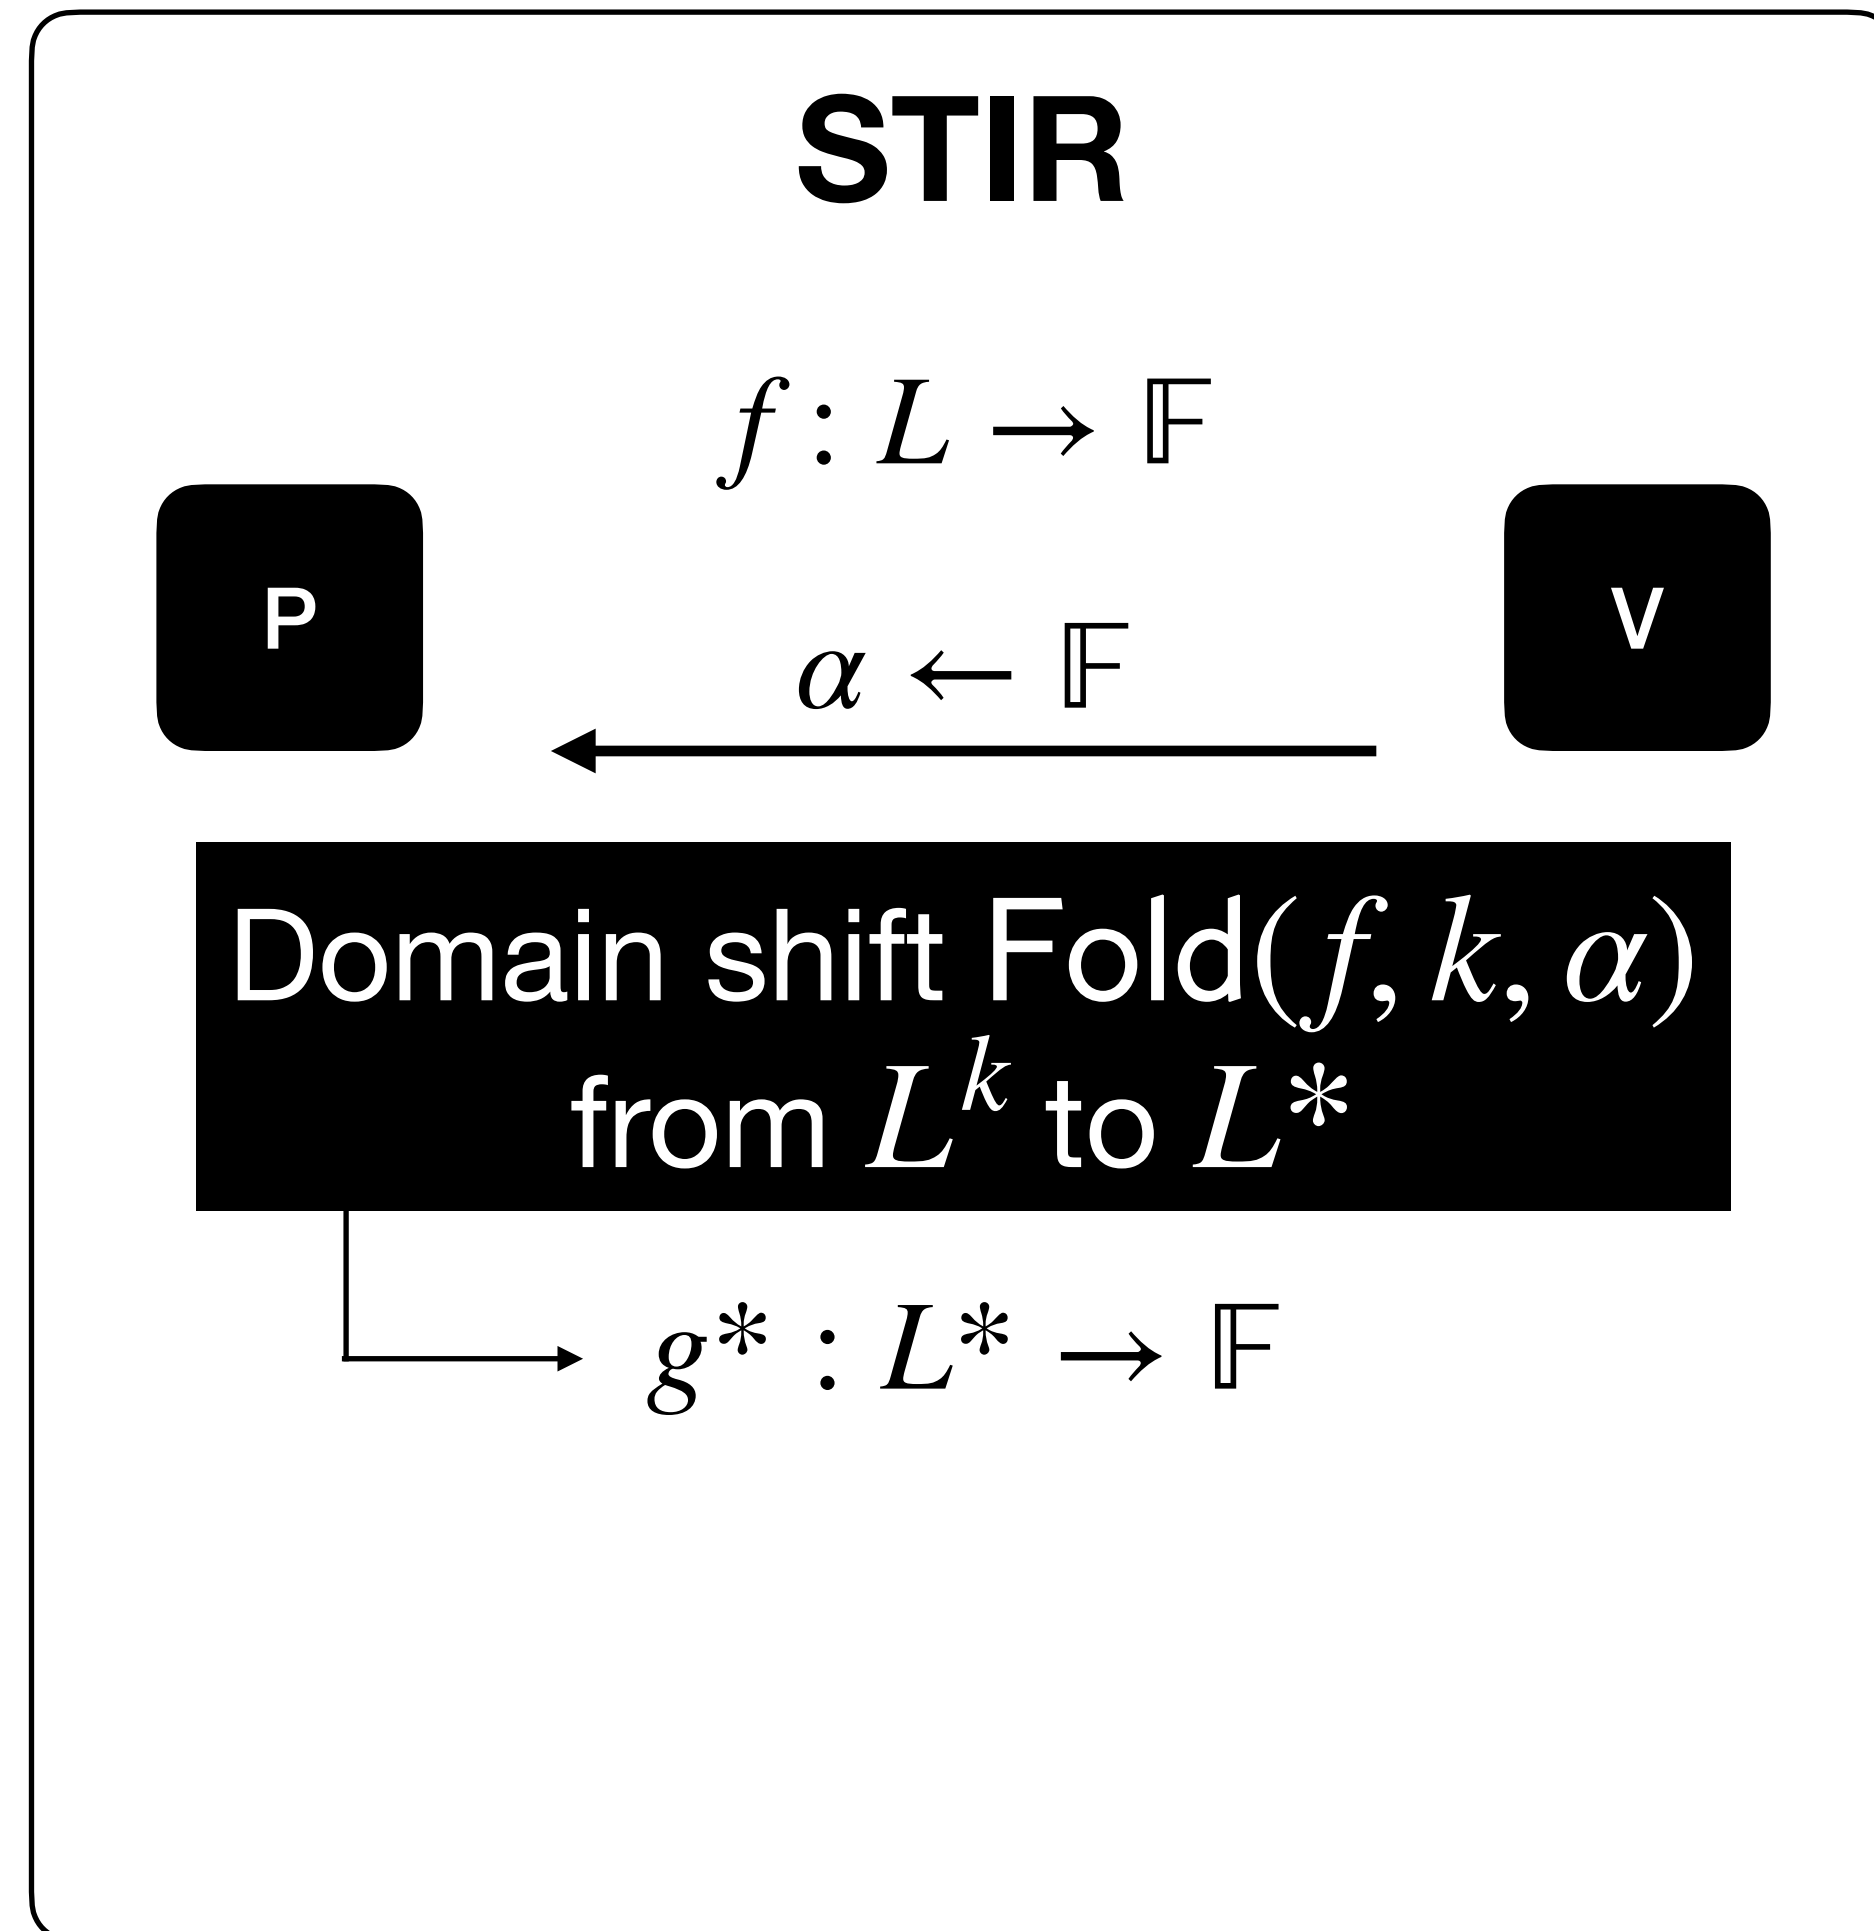 STIR
f : L → 𝔽
P
V
α ← 𝔽
Domain shift Fold(f, k, α)
from L^k to L*
g* : L* → 𝔽